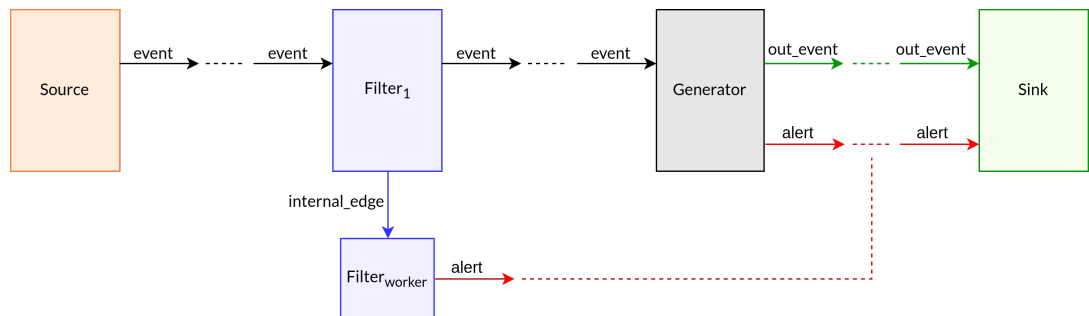 event
event
event
event
out_event
out_event
Source
Filter1
Generator
Sink
alert
alert
internal_edge
Filterworker
alert